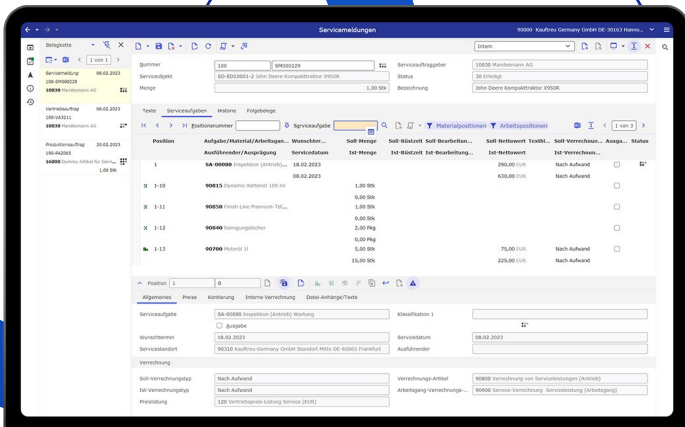 Servicemeldungen
90000 Kauftreu Germany GmbH DE-30163 Hanno...
Belegkette
1 von 1
Intern
Servicemeldung 08.02.2023
100-SM000229
10030 Mandesmann AG
Vertriebsauftrag 08.02.2023
150-VA3211
10030 Mandesmann AG
Produktionsauftrag 20.02.2023
190-PA2065
16000 Dummy-Artikel für Servi...
1,00 Stk
Nummer 100 SM000229
Serviceobjekt SO-ED10001-2 John Deere Kompakttraktor X950R
Menge 1,00 Stk
Serviceauftraggeber 10030 Mandesmann AG
Status 30 Erledigt
Bezeichnung John Deere Kompakttraktor X950R
Texte Serviceaufgaben Historie Folgebelege
Positionsnummer Serviceaufgabe Materialpositionen Arbeitspositionen 1 von 3
Position Aufgabe/Material/Arbeitsgan... Wunschter... Soll-Menge Soll-Rüstzeit Soll-Bearbeitun... Soll-Nettowert Textbl... Soll-Verrechnun... Ausga... Status
Ausführender/Ausprägung Servicedatum Ist-Menge Ist-Rüstzeit Ist-Bearbeitung... Ist-Nettowert Ist-Verrechnun...
1 SA-00080 Inspektion (Antrieb)... 18.02.2023 290,00 EUR Nach Aufwand
08.02.2023 630,00 EUR Nach Aufwand
1-10 90815 Dynamic-Kettenöl 100 ml 1,00 Stk
0,00 Stk
1-11 90850 Finish Line Premium-Tef... 1,00 Stk
0,00 Stk
1-12 90840 Reinigungstücher 2,00 Pkg
0,00 Pkg
1-13 90700 Motoröl 1l 5,00 Stk 75,00 EUR Nach Aufwand
15,00 Stk 225,00 EUR Nach Aufwand
Position 1 0
Allgemeines Preise Kontierung Interne Verrechnung Datei-Anhänge/Texte
Serviceaufgabe SA-00080 Inspektion (Antrieb) Wartung
Ausgabe
Wunschtermin 18.02.2023
Servicestandort 90310 Kauftreu Germany GmbH Standort Mitte DE-60965 Frankfurt
Klassifikation 1
Servicedatum 08.02.2023
Ausführender
Verrechnung
Soll-Verrechnungstyp Nach Aufwand
Ist-Verrechnungstyp Nach Aufwand
Preislistung 120 Vertriebspreis-Listung Service (EUR)
Verrechnungs-Artikel 90800 Verrechnung von Serviceleistungen (Antrieb)
Arbeitsgang-Verrechnungs-... 90900 Service-Verrechnung Serviceleistung (Arbeitsgang)